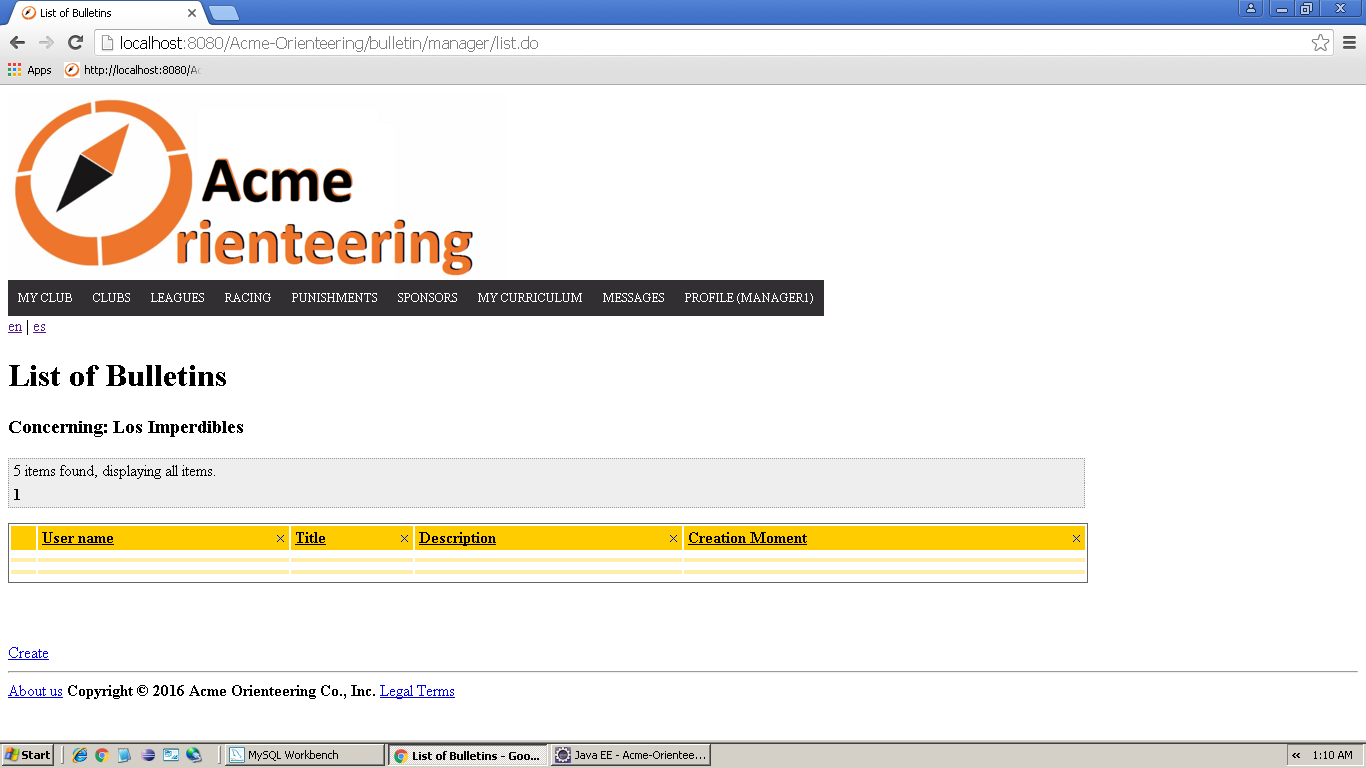 List of Bulletins
localhost:8080/Acme-Orienteering/bulletin/manager/list.do
Apps http://localhost:8080/Ac
Acme
rienteering
MY CLUB CLUBS LEAGUES RACING PUNISHMENTS SPONSORS MY CURRICULUM MESSAGES PROFILE (MANAGER1)
en | es
List of Bulletins
Concerning: Los Imperdibles
5 items found, displaying all items.
1
User name Title Description Creation Moment
Create
About us Copyright © 2016 Acme Orienteering Co., Inc. Legal Terms
Start MySQL Workbench List of Bulletins - Goo... Java EE - Acme-Orientee... « 1:10 AM